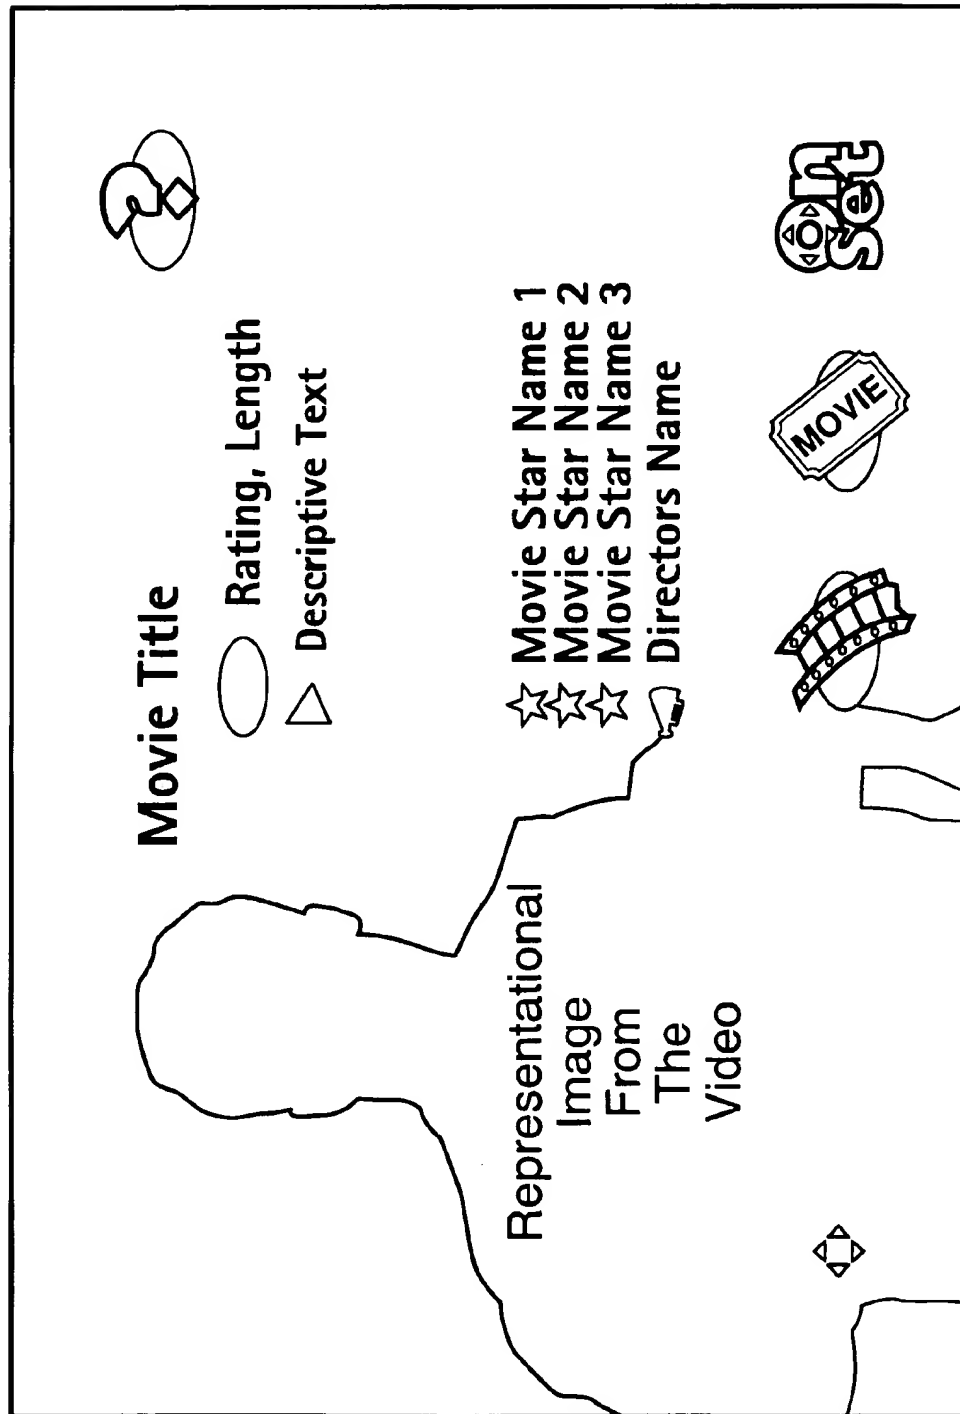 Movie Title
Rating, Length
Descriptive Text
Movie Star Name 1
Movie Star Name 2
Movie Star Name 3
Directors Name
Representational
Image
From
The
Video
MOVIE
on
set